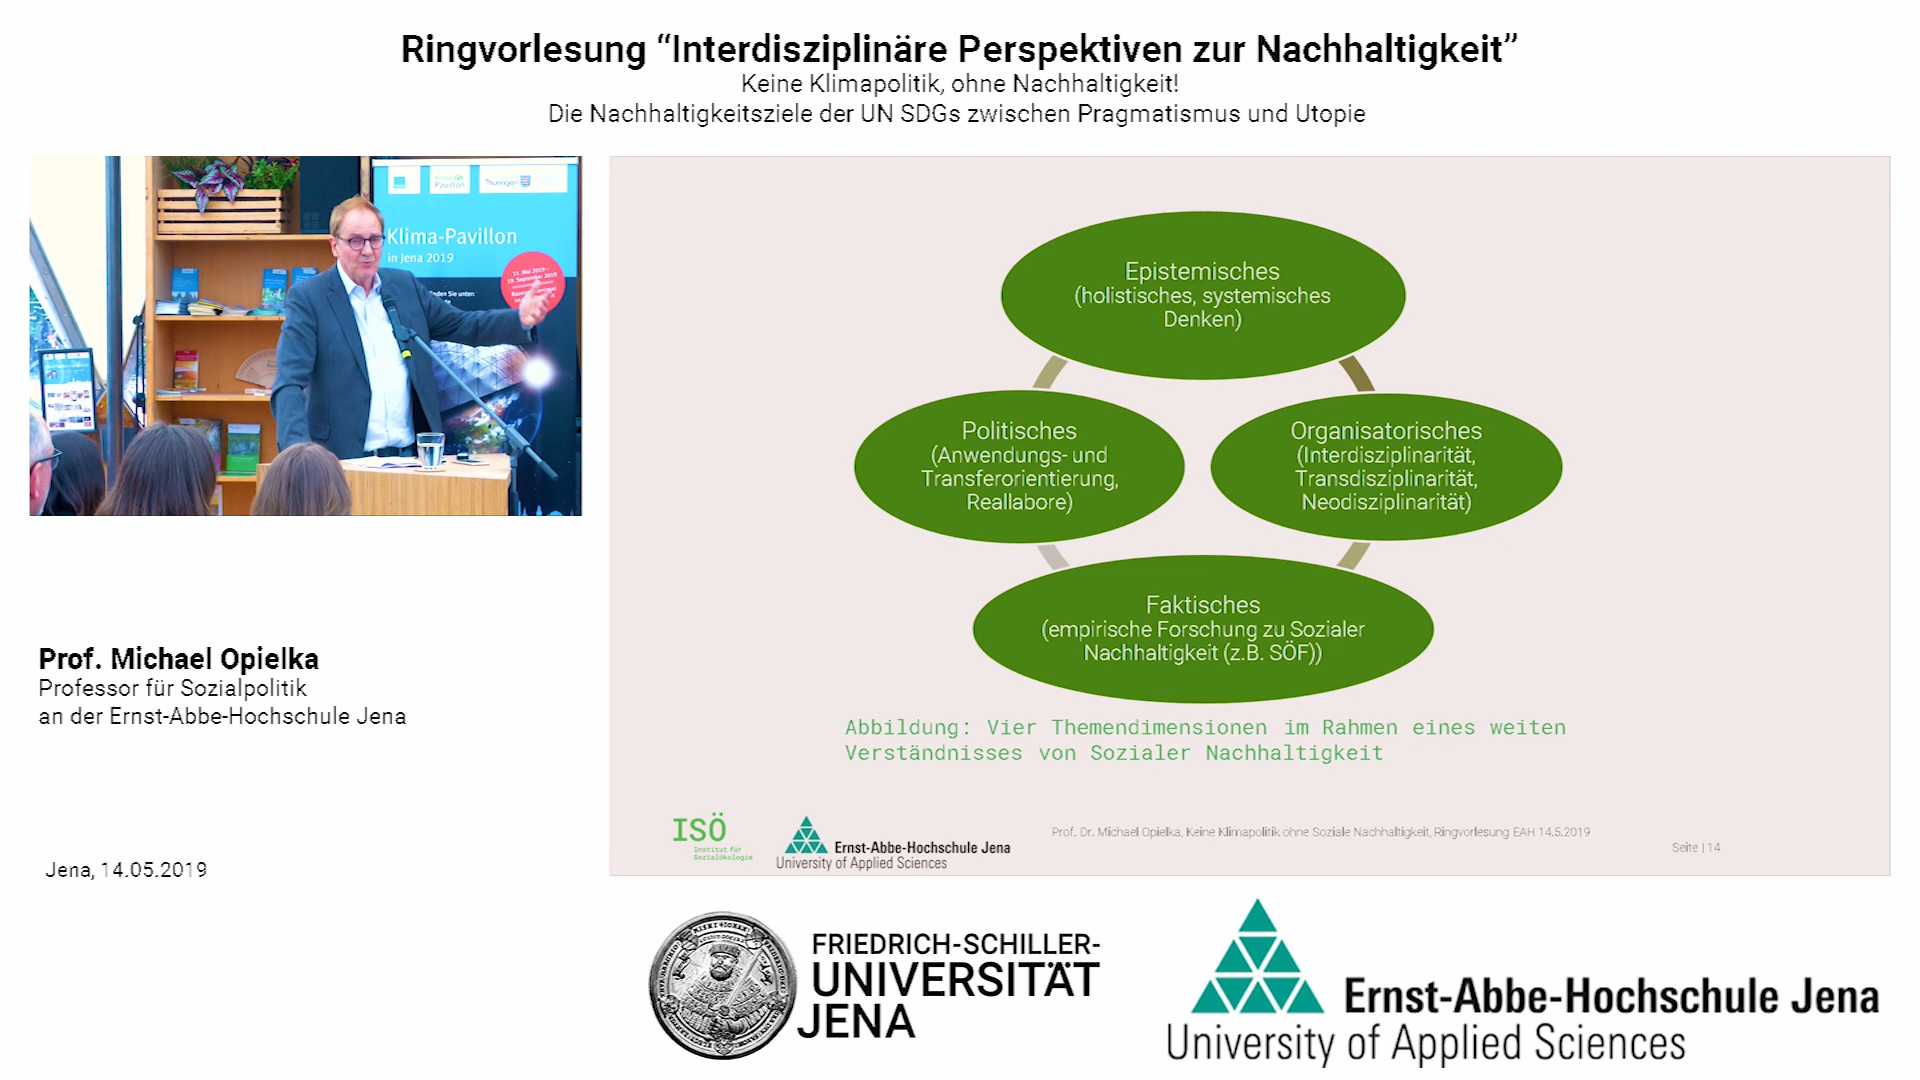 Ringvorlesung “Interdisziplinäre Perspektiven zur Nachhaltigkeit”
Keine Klimapolitik, ohne Nachhaltigkeit!
Die Nachhaltigkeitsziele der UN SDGs zwischen Pragmatismus und Utopie
Pavillon
Thüringen
Klima-Pavillon
in Jena 2019
Prof. Michael Opielka
Professor für Sozialpolitik
an der Ernst-Abbe-Hochschule Jena
Jena, 14.05.2019
Epistemisches
(holistisches, systemisches
Denken)
Politisches
(Anwendungs- und
Transferorientierung,
Reallabore)
Organisatorisches
(Interdisziplinarität,
Transdisziplinarität,
Neodisziplinarität)
Faktisches
(empirische Forschung zu Sozialer
Nachhaltigkeit (z.B. SÖF))
Abbildung: Vier Themendimensionen im Rahmen eines weiten
Verständnisses von Sozialer Nachhaltigkeit
ISÖ
Institut für
Sozialökologie
Ernst-Abbe-Hochschule Jena
University of Applied Sciences
Prof. Dr. Michael Opielka, Keine Klimapolitik ohne Soziale Nachhaltigkeit, Ringvorlesung EAH 14.5.2019
Seite | 14
FRIEDRICH-SCHILLER-
UNIVERSITÄT
JENA
Ernst-Abbe-Hochschule Jena
University of Applied Sciences